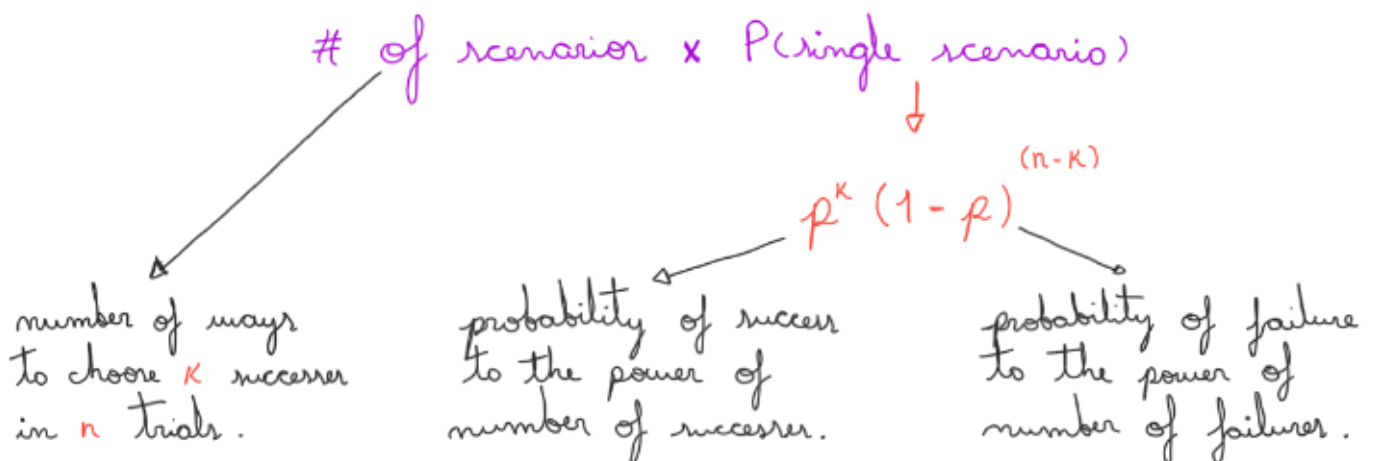 # of scenarios x P(single scenario)
p^k (1 - p)^(n-k)
number of ways
to choose k successes
in n trials.
probability of success
to the power of
number of successes.
probability of failure
to the power of
number of failures.